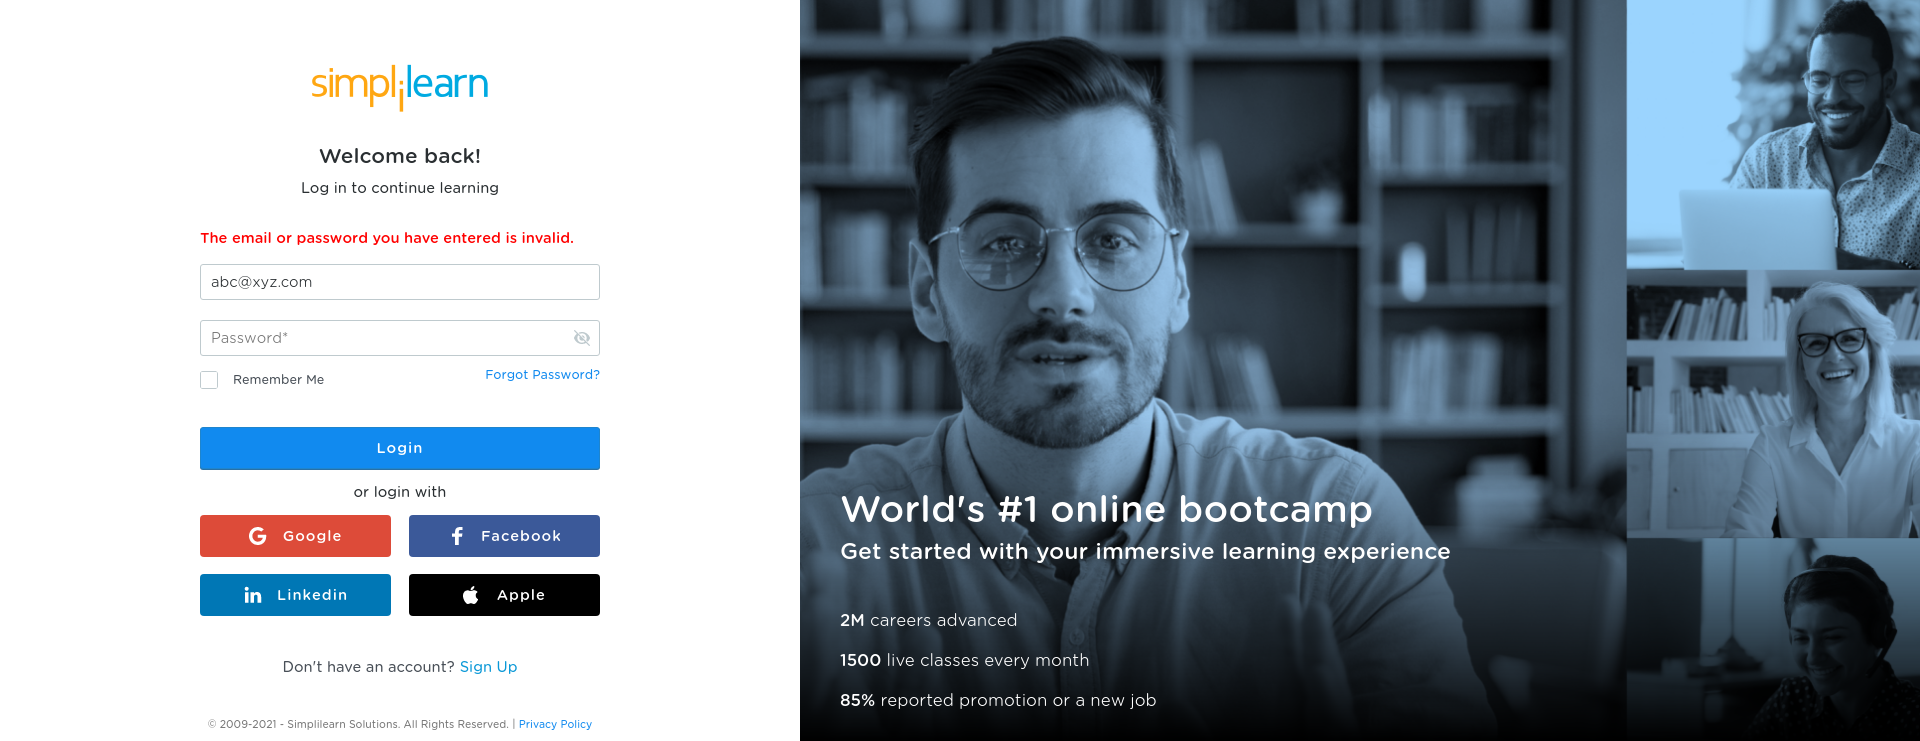 simplilearn
Welcome back!
Log in to continue learning
The email or password you have entered is invalid.
abc@xyz.com
Password*
Remember Me
Forgot Password?
Login
or login with
Google
Facebook
Linkedin
Apple
Don't have an account? Sign Up
© 2009-2021 - Simplilearn Solutions. All Rights Reserved. | Privacy Policy
World's #1 online bootcamp
Get started with your immersive learning experience
2M careers advanced
1500 live classes every month
85% reported promotion or a new job